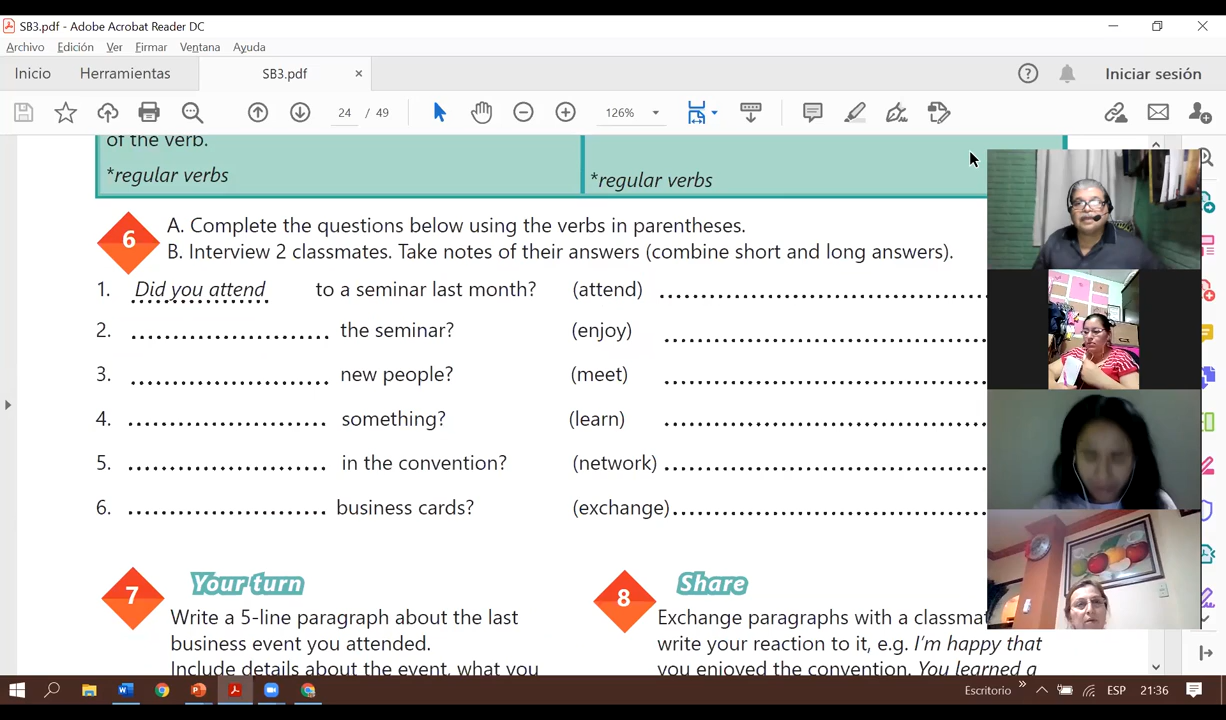 SB3.pdf - Adobe Acrobat Reader DC
Archivo Edición Ver Firmar Ventana Ayuda
Inicio Herramientas SB3.pdf × Iniciar sesión
24 / 49 126%
of the verb.
*regular verbs *regular verbs
6 A. Complete the questions below using the verbs in parentheses.
B. Interview 2 classmates. Take notes of their answers (combine short and long answers).
1. Did you attend to a seminar last month? (attend) ........................................
2. ............................ the seminar? (enjoy) ........................................
3. ............................ new people? (meet) ........................................
4. ............................ something? (learn) ........................................
5. ............................ in the convention? (network) ........................................
6. ............................ business cards? (exchange)........................................
7 Your turn
Write a 5-line paragraph about the last
business event you attended.
Include details about the event, what you
8 Share
Exchange paragraphs with a classma
write your reaction to it, e.g. I'm happy that
you enjoyed the convention. You learned a
Escritorio » ESP 21:36